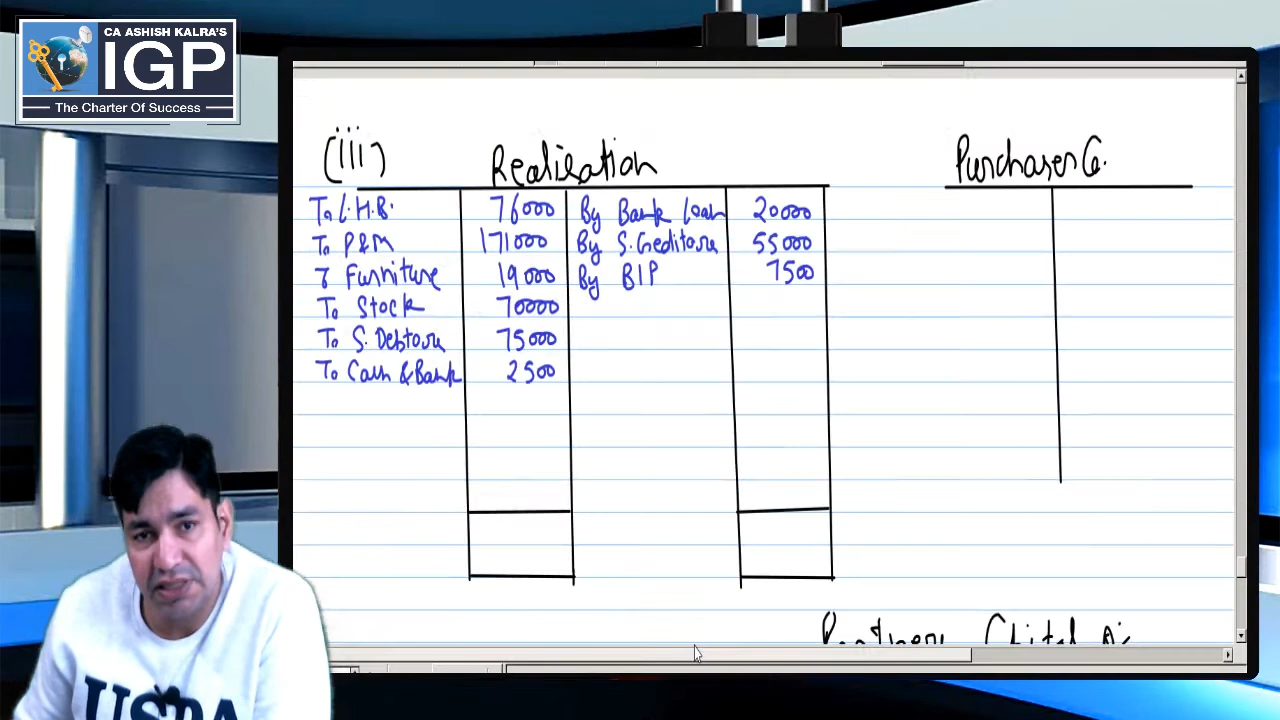 CA ASHISH KALRA'S
IGP
The Charter Of Success
(iii) Realisation Purchaser Co.
To L.H.B. 76000 By Bank Loan 20000
To P&M 171000 By S. Creditors 55000
To Furniture 19000 By B/P 7500
To Stock 70000
To S. Debtors 75000
To Cash & Bank 2500
Partners Capital A/c